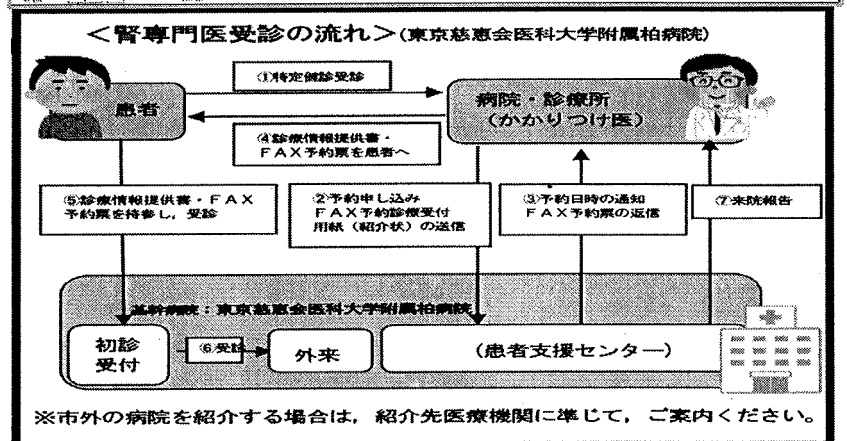 ＜腎専門医受診の流れ＞(東京慈恵会医科大学附属柏病院)
①特定健診受診
患者
病院・診療所
(かかりつけ医)
④診療情報提供書・
ＦＡＸ予約票を患者へ
⑤診療情報提供書・ＦＡＸ
予約票を持参し，受診
②予約申し込み
ＦＡＸ予約診療受付
用紙（紹介状）の送信
③予約日時の通知
ＦＡＸ予約票の返信
⑦来院報告
基幹病院：東京慈恵会医科大学附属柏病院
初診
受付
⑥受診
外来
(患者支援センター)
※市外の病院を紹介する場合は，紹介先医療機関に準じて，ご案内ください。